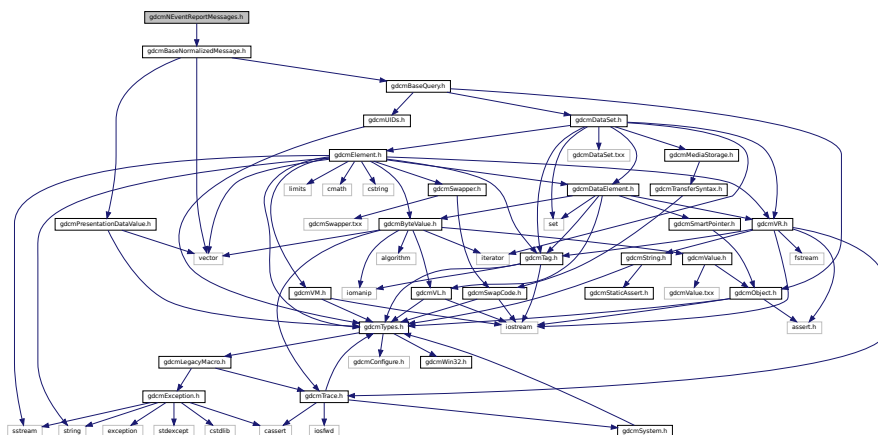 gdcmNEventReportMessages.h
gdcmBaseNormalizedMessage.h
gdcmBaseQuery.h
gdcmUIDs.h
gdcmDataSet.h
gdcmElement.h
gdcmDataSet.txx
gdcmMediaStorage.h
limits
cmath
cstring
gdcmSwapper.h
gdcmDataElement.h
gdcmTransferSyntax.h
gdcmPresentationDataValue.h
gdcmSwapper.txx
gdcmByteValue.h
set
gdcmSmartPointer.h
gdcmVR.h
vector
algorithm
iterator
gdcmTag.h
gdcmString.h
gdcmValue.h
fstream
gdcmVM.h
iomanip
gdcmVL.h
gdcmSwapCode.h
gdcmStaticAssert.h
gdcmValue.txx
gdcmObject.h
gdcmTypes.h
iostream
assert.h
gdcmLegacyMacro.h
gdcmConfigure.h
gdcmWin32.h
gdcmException.h
gdcmTrace.h
sstream
string
exception
stdexcept
cstdlib
cassert
iosfwd
gdcmSystem.h